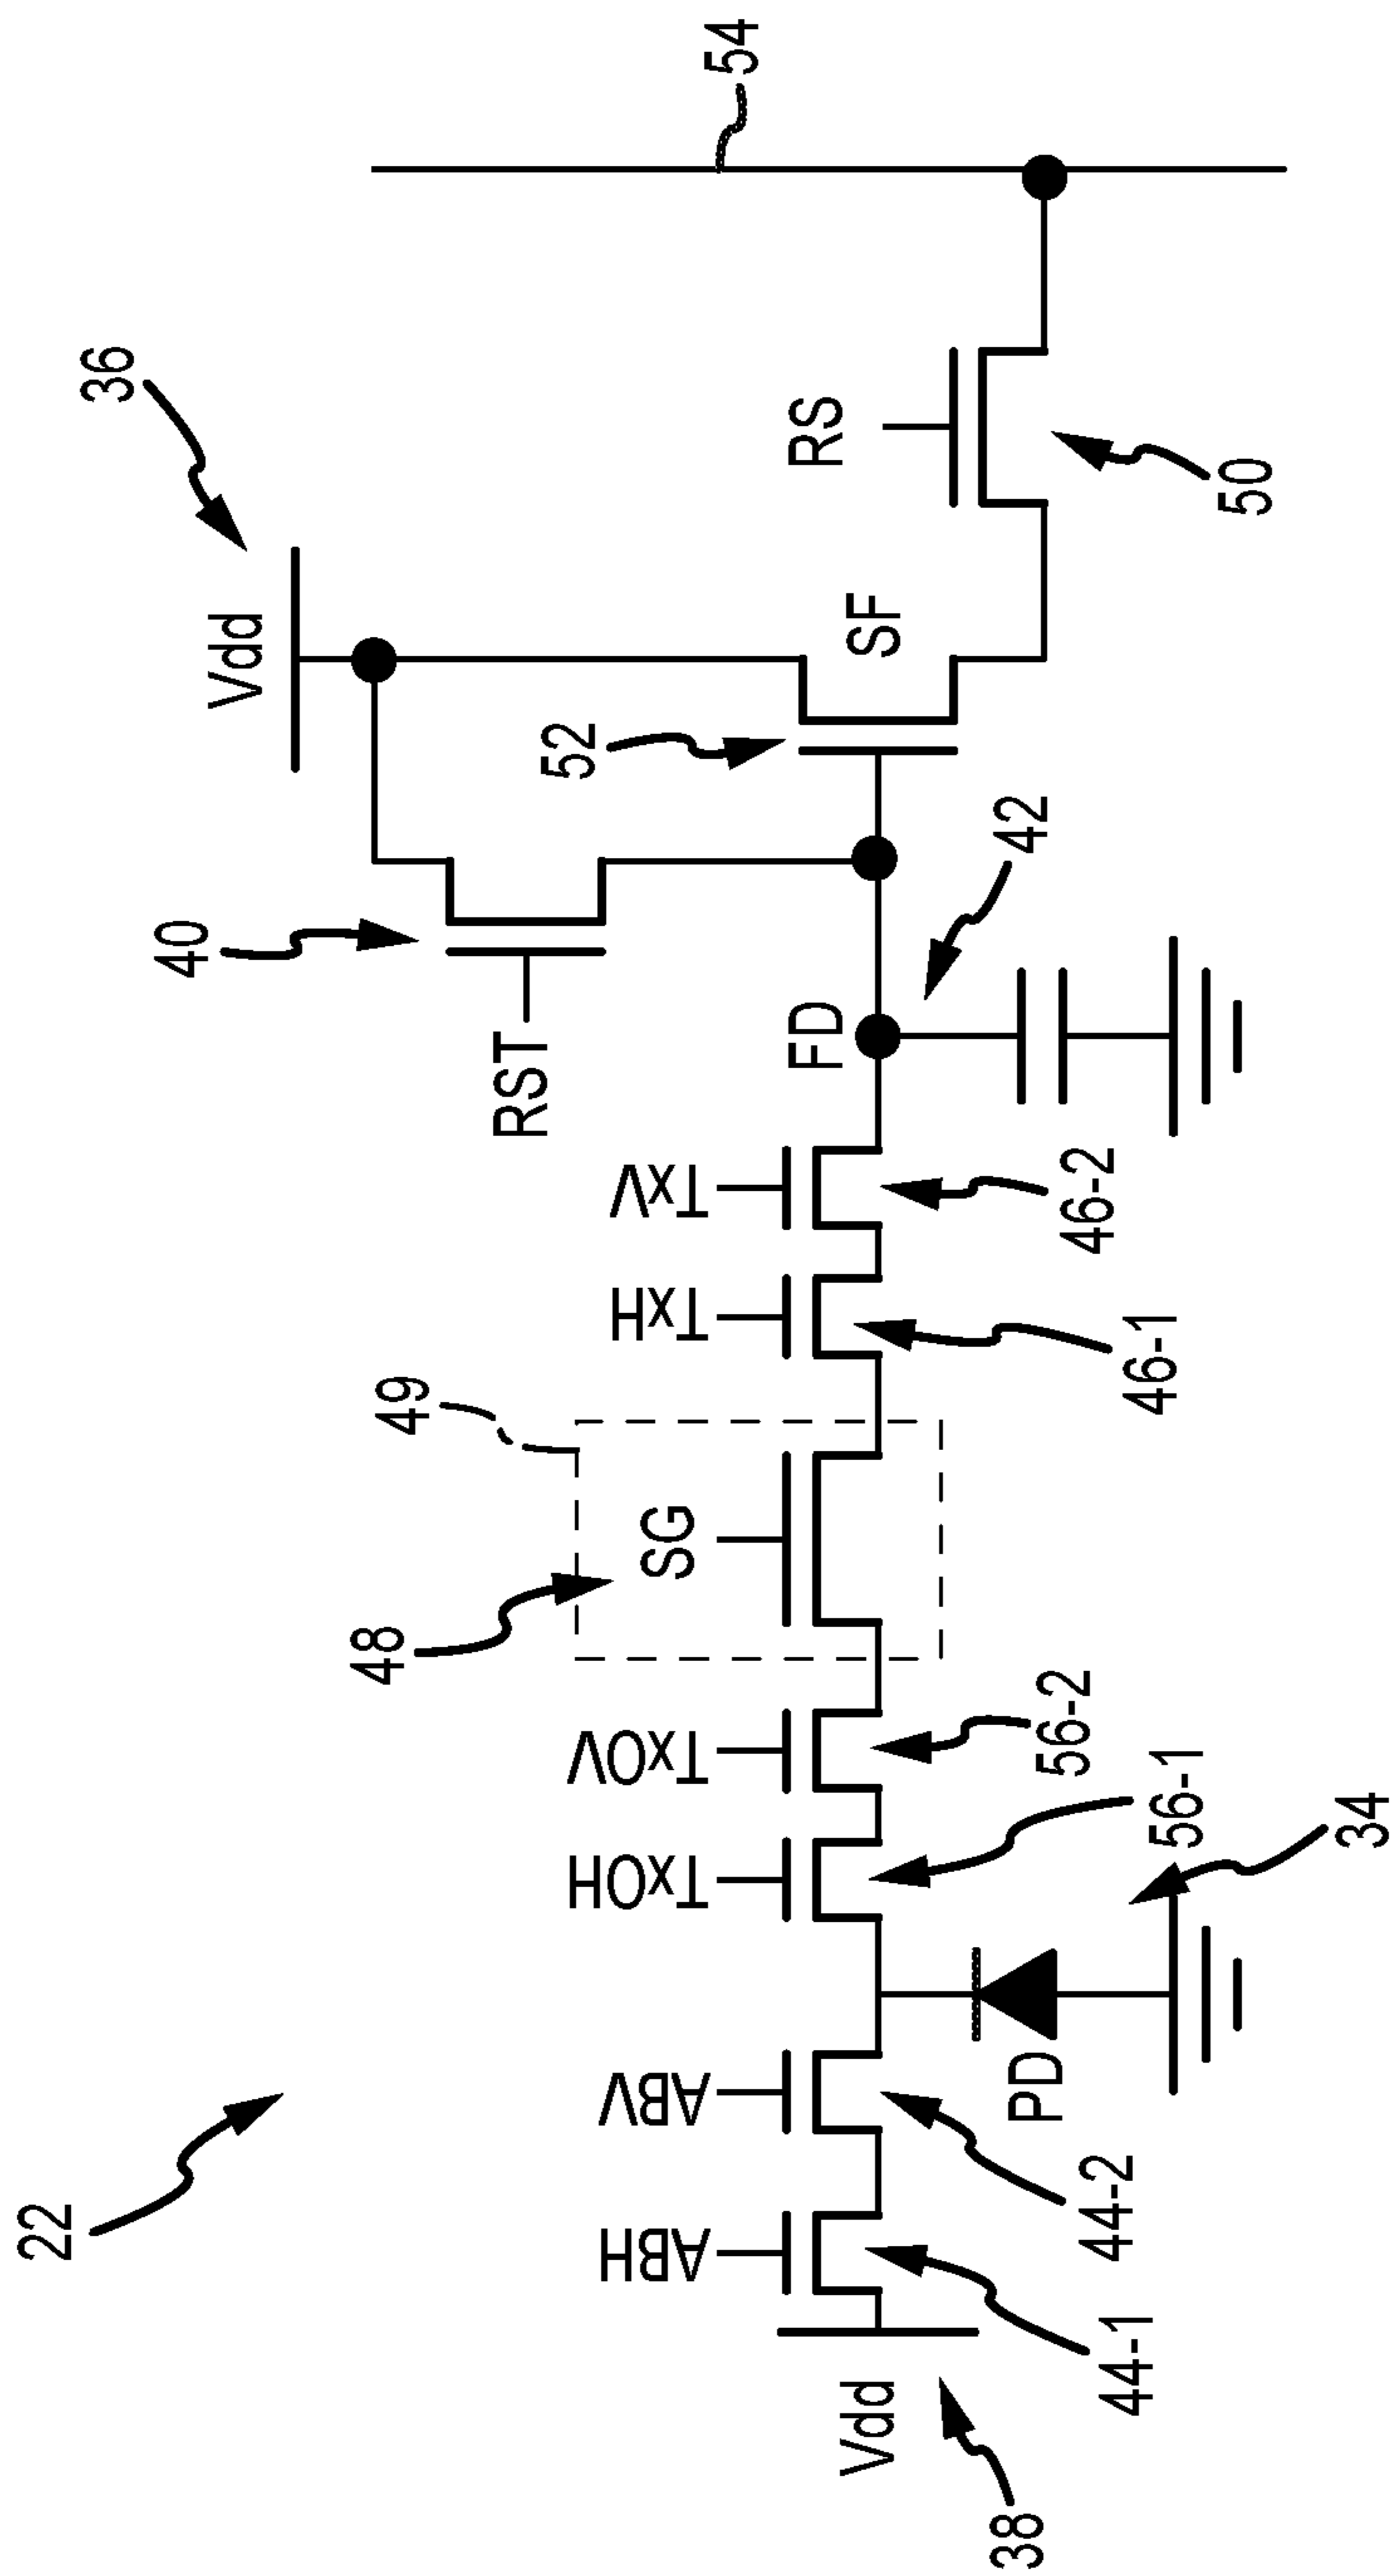 22
36
Vdd
54
40
RST
52
SF
RS
50
49
48
SG
TxH
TxV
FD
42
46-1
46-2
ABH
ABV
TxOH
TxOV
56-2
56-1
34
PD
44-2
44-1
Vdd
38